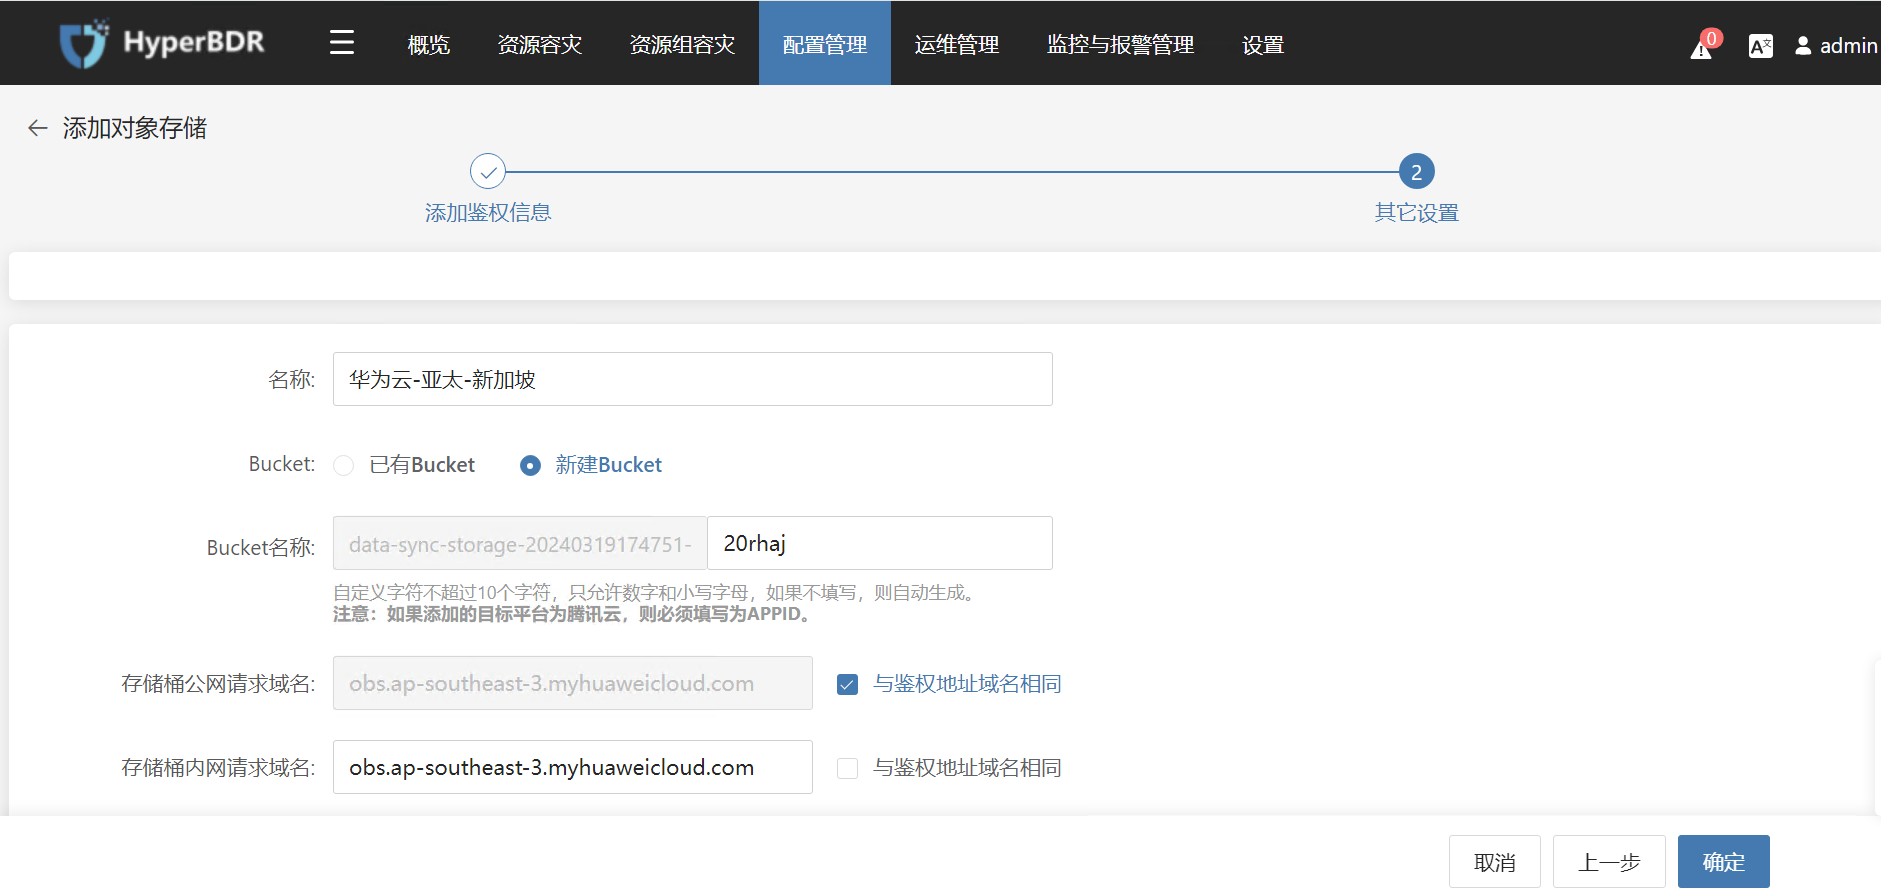 HyperBDR 概览 资源容灾 资源组容灾 配置管理 运维管理 监控与报警管理 设置 0 A文 admin
添加对象存储
2
添加鉴权信息 其它设置
名称: 华为云-亚太-新加坡
Bucket: 已有Bucket 新建Bucket
Bucket名称: data-sync-storage-20240319174751- 20rhaj
自定义字符不超过10个字符，只允许数字和小写字母，如果不填写，则自动生成。
注意：如果添加的目标平台为腾讯云，则必须填写为APPID。
存储桶公网请求域名: obs.ap-southeast-3.myhuaweicloud.com 与鉴权地址域名相同
存储桶内网请求域名: obs.ap-southeast-3.myhuaweicloud.com 与鉴权地址域名相同
取消 上一步 确定